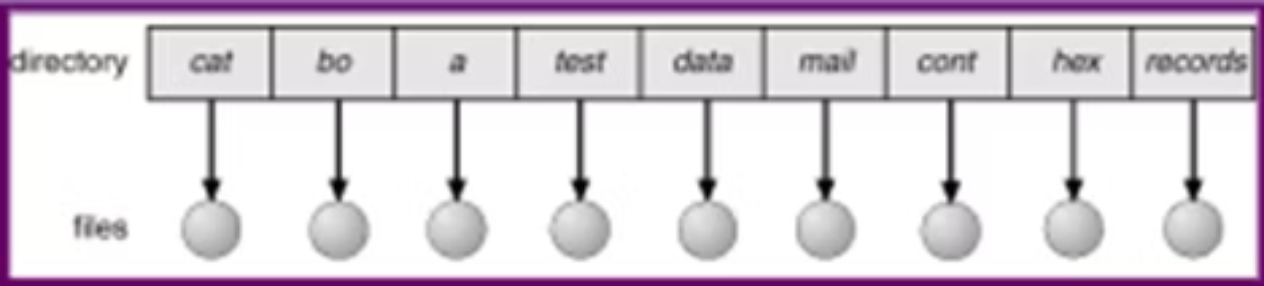 directory cat bo a test data mail cont hex records
files